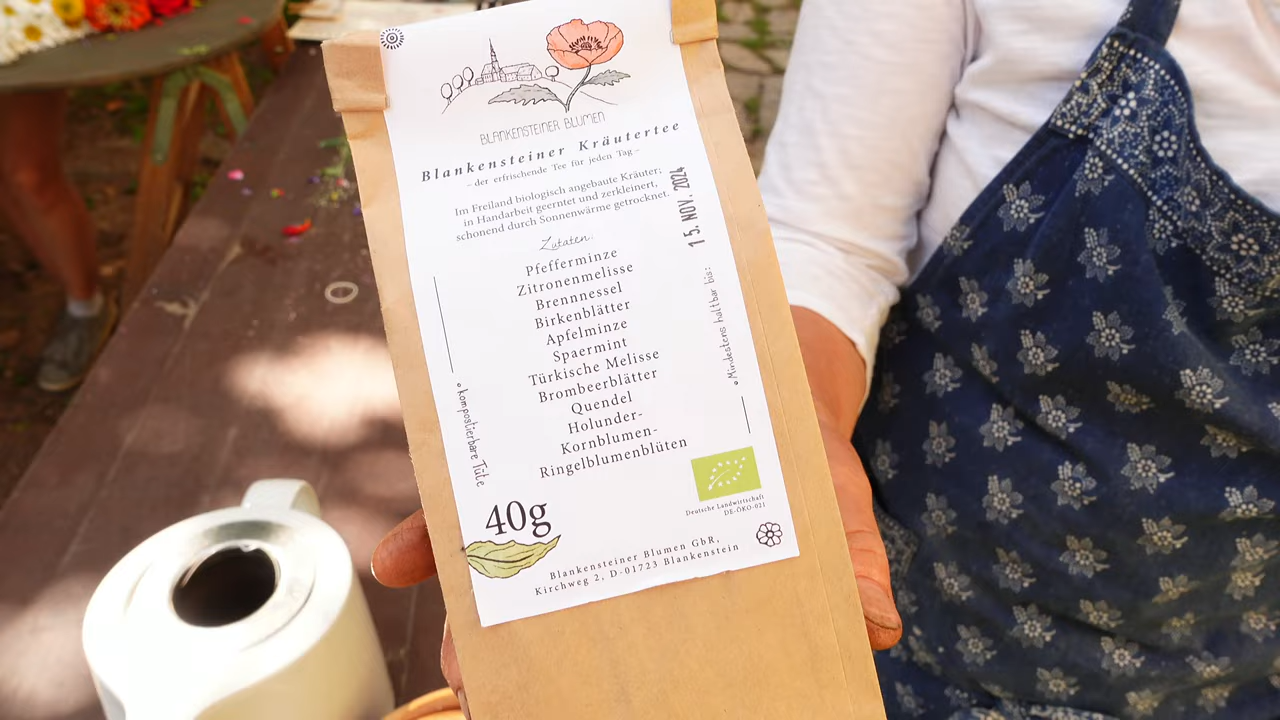 BLANKENSTEINER BLUMEN
Blankensteiner Kräutertee
- der erfrischende Tee für jeden Tag -
Im Freiland biologisch angebaute Kräuter;
in Handarbeit geerntet und zerkleinert,
schonend durch Sonnenwärme getrocknet.
Zutaten:
Pfefferminze
Zitronenmelisse
Brennnessel
Birkenblätter
Apfelminze
Spaermint
Türkische Melisse
Brombeerblätter
Quendel
Holunder-
Kornblumen-
Ringelblumenblüten
Mindestens haltbar bis:
15. NOV. 2024
kompostierbare Tüte
40g
Deutsche Landwirtschaft
DE-ÖKO-021
Blankensteiner Blumen GbR,
Kirchweg 2, D-01723 Blankenstein